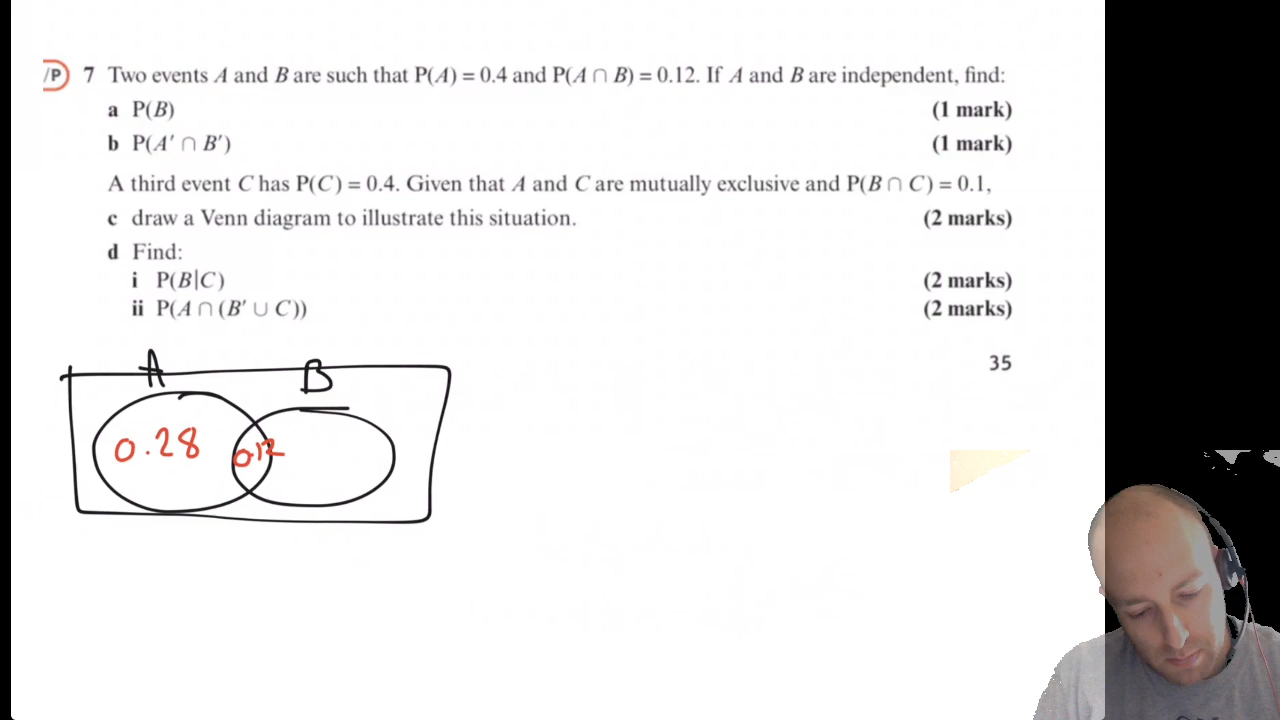 /P 7 Two events A and B are such that P(A) = 0.4 and P(A ∩ B) = 0.12. If A and B are independent, find:
a P(B) (1 mark)
b P(A′ ∩ B′) (1 mark)
A third event C has P(C) = 0.4. Given that A and C are mutually exclusive and P(B ∩ C) = 0.1,
c draw a Venn diagram to illustrate this situation. (2 marks)
d Find:
i P(B|C) (2 marks)
ii P(A ∩ (B′ ∪ C)) (2 marks)
35
A B
0.28 0.12